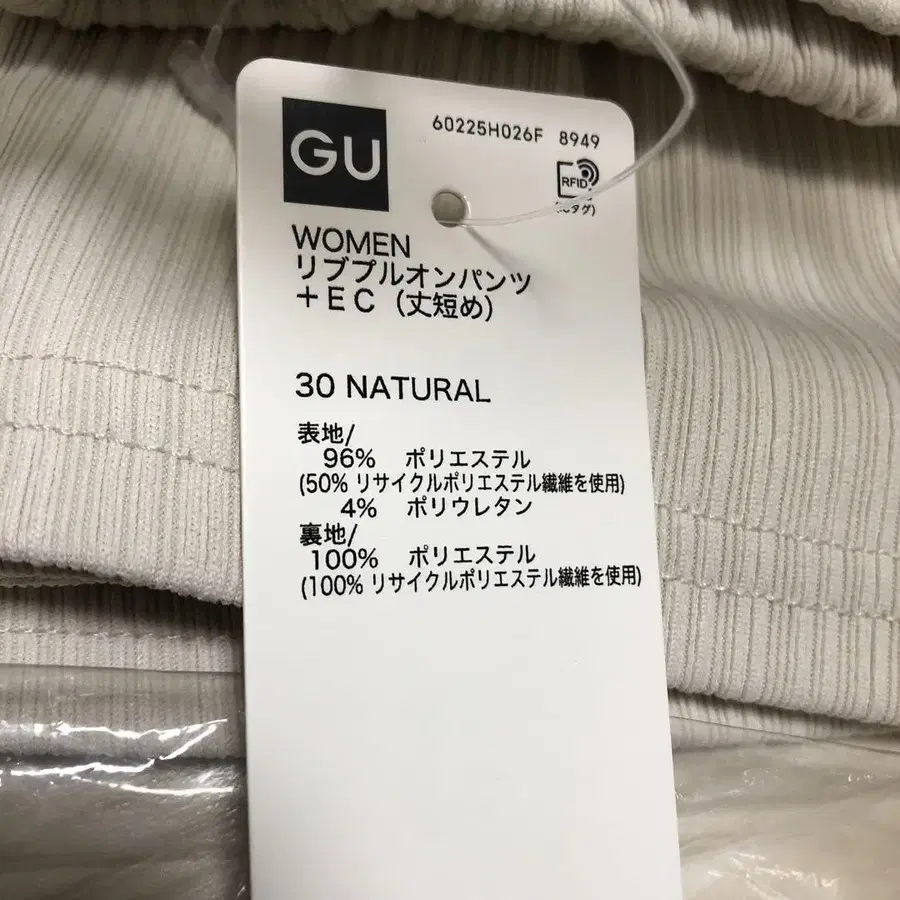 GU
60225H026F 8949
RFID
WOMEN
リブプルオンパンツ
＋ＥＣ（丈短め）
30 NATURAL
表地/
96% ポリエステル
(50% リサイクルポリエステル繊維を使用)
4% ポリウレタン
裏地/
100% ポリエステル
(100% リサイクルポリエステル繊維を使用)